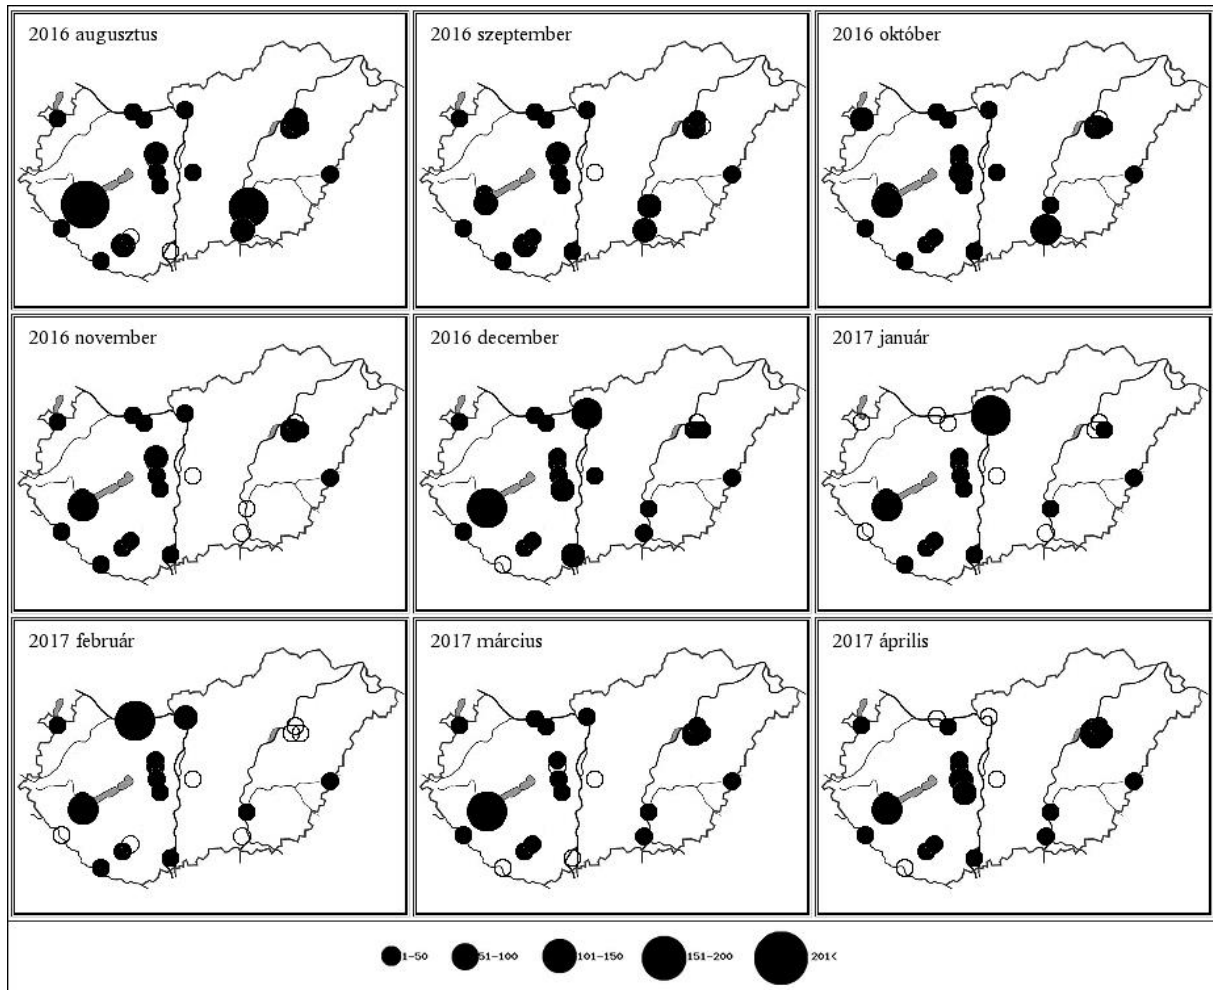 2016 augusztus
2016 szeptember
2016 október
2016 november
2016 december
2017 január
2017 február
2017 március
2017 április
1-50 51-100 101-150 151-200 201<